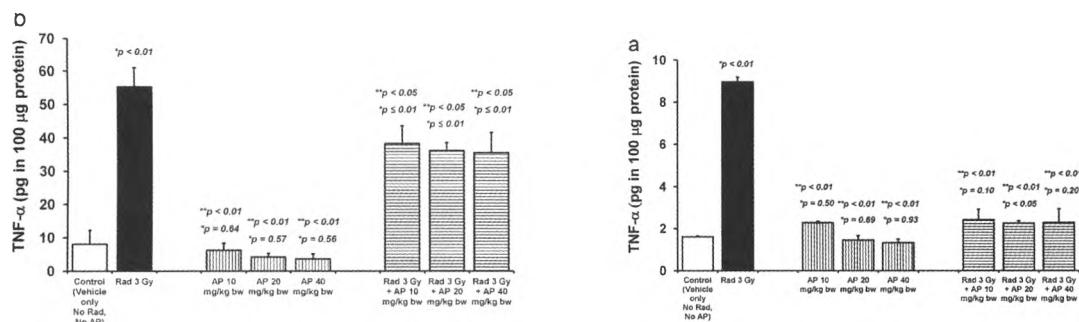 b
TNF-α (pg in 100 µg protein)
70
60
50
40
30
20
10
0
*p < 0.01
**p < 0.01
*p = 0.64
**p < 0.01
*p = 0.57
**p < 0.01
*p = 0.56
**p < 0.05
*p ≤ 0.01
**p < 0.05
*p ≤ 0.01
**p < 0.05
*p ≤ 0.01
Control
(Vehicle
only
No Rad,
No AP)
Rad 3 Gy
AP 10
mg/kg bw
AP 20
mg/kg bw
AP 40
mg/kg bw
Rad 3 Gy
+ AP 10
mg/kg bw
Rad 3 Gy
+ AP 20
mg/kg bw
Rad 3 Gy
+ AP 40
mg/kg bw
a
TNF-α (pg in 100 µg protein)
10
8
6
4
2
0
*p < 0.01
**p < 0.01
*p = 0.50
**p < 0.01
*p = 0.69
**p < 0.01
*p = 0.93
**p < 0.01
*p = 0.10
**p < 0.01
*p < 0.05
**p < 0.01
*p = 0.20
Control
(Vehicle
only
No Rad,
No AP)
Rad 3 Gy
AP 10
mg/kg bw
AP 20
mg/kg bw
AP 40
mg/kg bw
Rad 3 Gy
+ AP 10
mg/kg bw
Rad 3 Gy
+ AP 20
mg/kg bw
Rad 3 Gy
+ AP 40
mg/kg bw